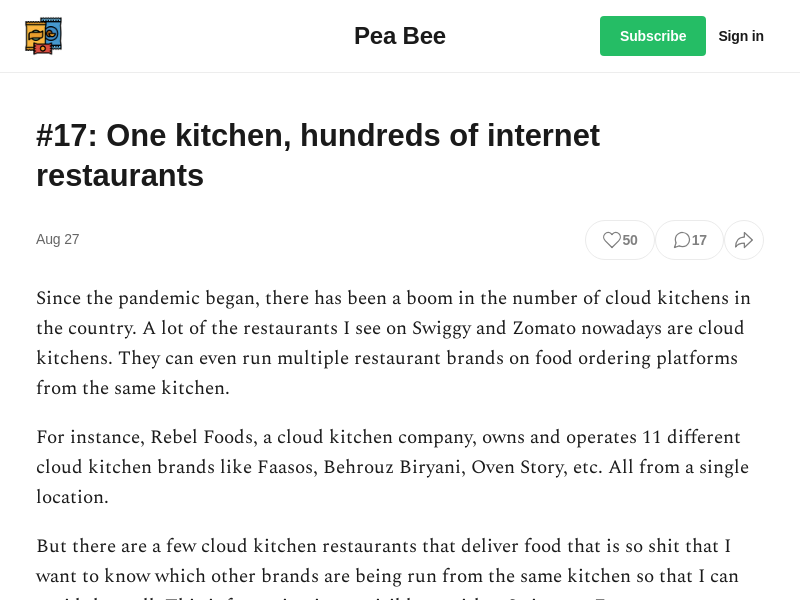 Pea Bee
Subscribe
Sign in
#17: One kitchen, hundreds of internet
restaurants
Aug 27
50
17
Since the pandemic began, there has been a boom in the number of cloud kitchens in
the country. A lot of the restaurants I see on Swiggy and Zomato nowadays are cloud
kitchens. They can even run multiple restaurant brands on food ordering platforms
from the same kitchen.
For instance, Rebel Foods, a cloud kitchen company, owns and operates 11 different
cloud kitchen brands like Faasos, Behrouz Biryani, Oven Story, etc. All from a single
location.
But there are a few cloud kitchen restaurants that deliver food that is so shit that I
want to know which other brands are being run from the same kitchen so that I can